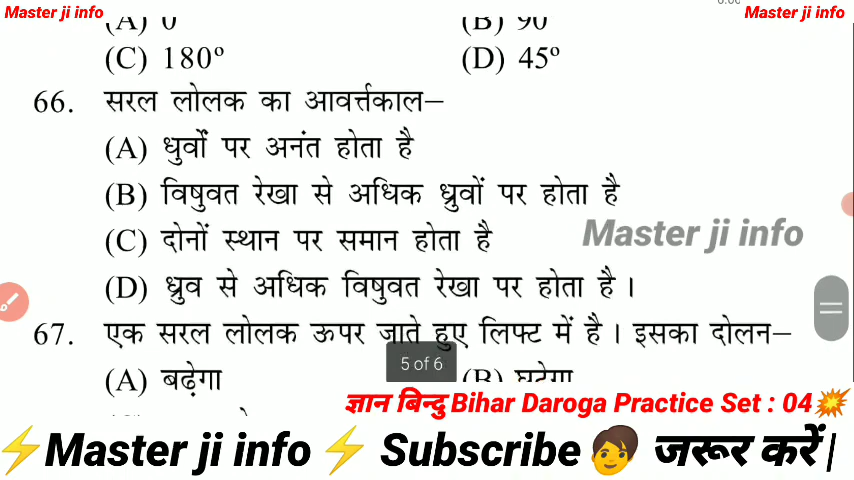 Master ji info Master ji info
(C) 180º (D) 45º
66. सरल लोलक का आवर्त्तकाल–
(A) धुर्वों पर अनंत होता है
(B) विषुवत रेखा से अधिक ध्रुवों पर होता है
(C) दोनों स्थान पर समान होता है
Master ji info
(D) ध्रुव से अधिक विषुवत रेखा पर होता है।
67. एक सरल लोलक ऊपर जाते हुए लिफ्ट में है। इसका दोलन–
5 of 6
(A) बढ़ेगा (B) घटेगा
ज्ञान बिन्दु Bihar Daroga Practice Set : 04💥
⚡Master ji info⚡ Subscribe🧑 जरूर करें|